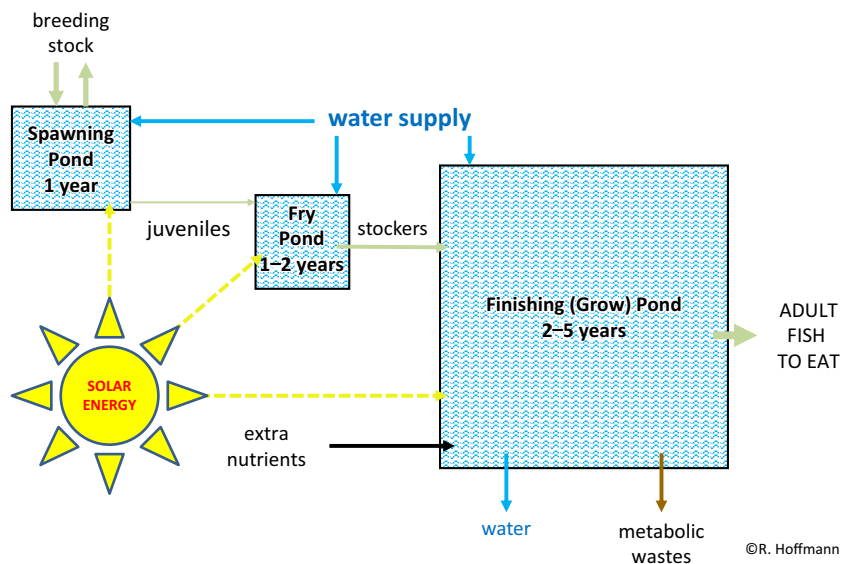 breeding
stock
water supply
Spawning
Pond
1 year
juveniles
Fry
Pond
1–2 years
stockers
Finishing (Grow) Pond
2–5 years
ADULT
FISH
TO EAT
SOLAR
ENERGY
extra
nutrients
water
metabolic
wastes
©R. Hoffmann